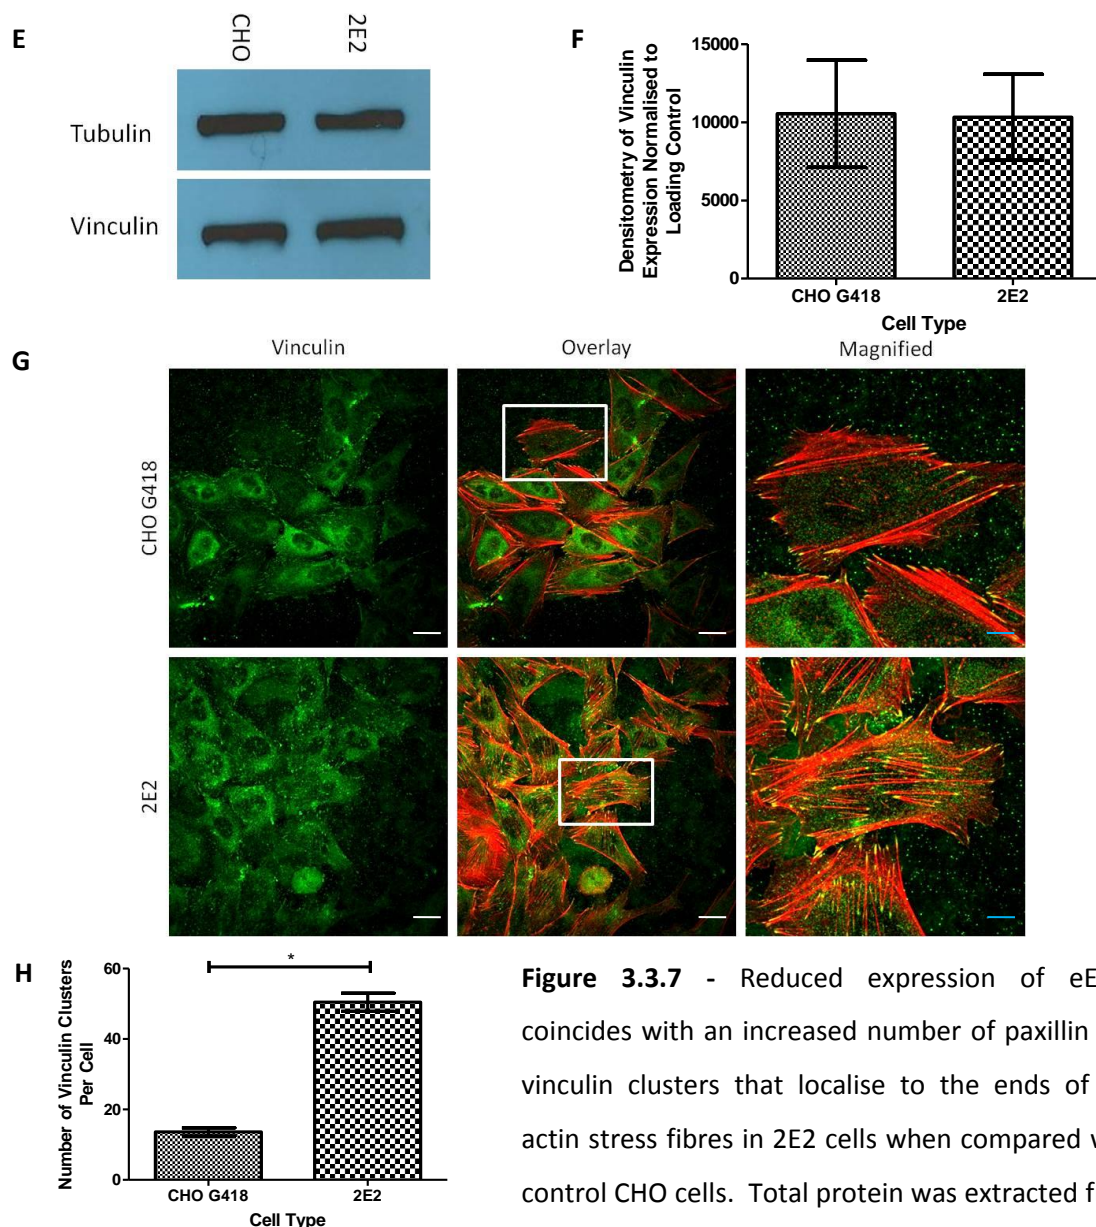 E
CHO
2E2
Tubulin
Vinculin
F
Densitometry of Vinculin
Expression Normalised to
Loading Control
15000
10000
5000
0
CHO G418
2E2
Cell Type
G
Vinculin
Overlay
Magnified
CHO G418
2E2
H
Number of Vinculin Clusters
Per Cell
60
40
20
0
*
CHO G418
2E2
Cell Type
Figure 3.3.7 - Reduced expression of
coincides with an increased number of paxillin
vinculin clusters that localise to the ends of
actin stress fibres in 2E2 cells when compared
control CHO cells. Total protein was extracted